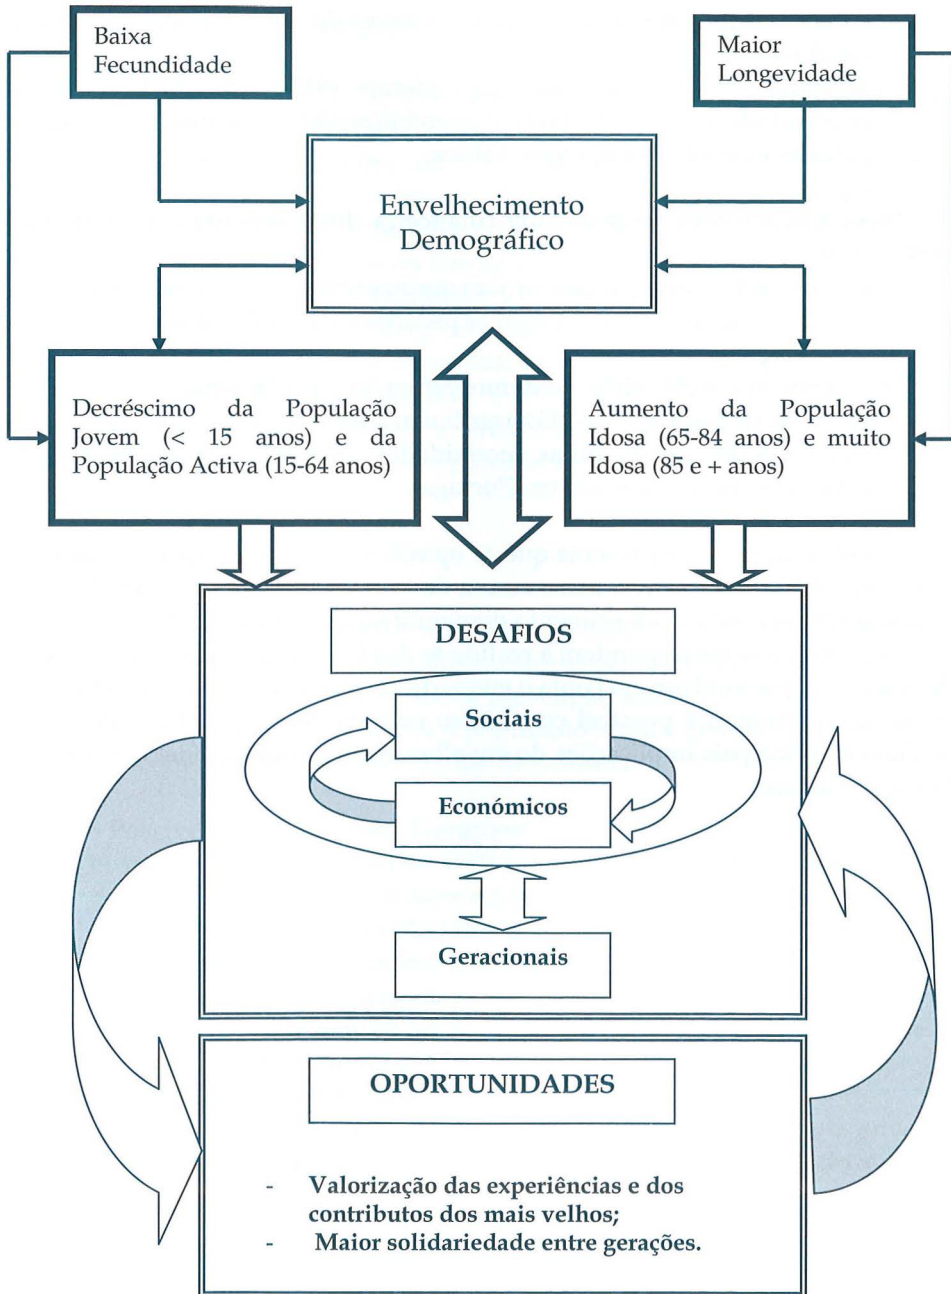 Baixa
Fecundidade
Maior
Longevidade
Envelhecimento
Demográfico
Decréscimo da População
Jovem (< 15 anos) e da
População Activa (15-64 anos)
Aumento da População
Idosa (65-84 anos) e muito
Idosa (85 e + anos)
DESAFIOS
Sociais
Económicos
Geracionais
OPORTUNIDADES
- Valorização das experiências e dos
contributos dos mais velhos;
- Maior solidariedade entre gerações.